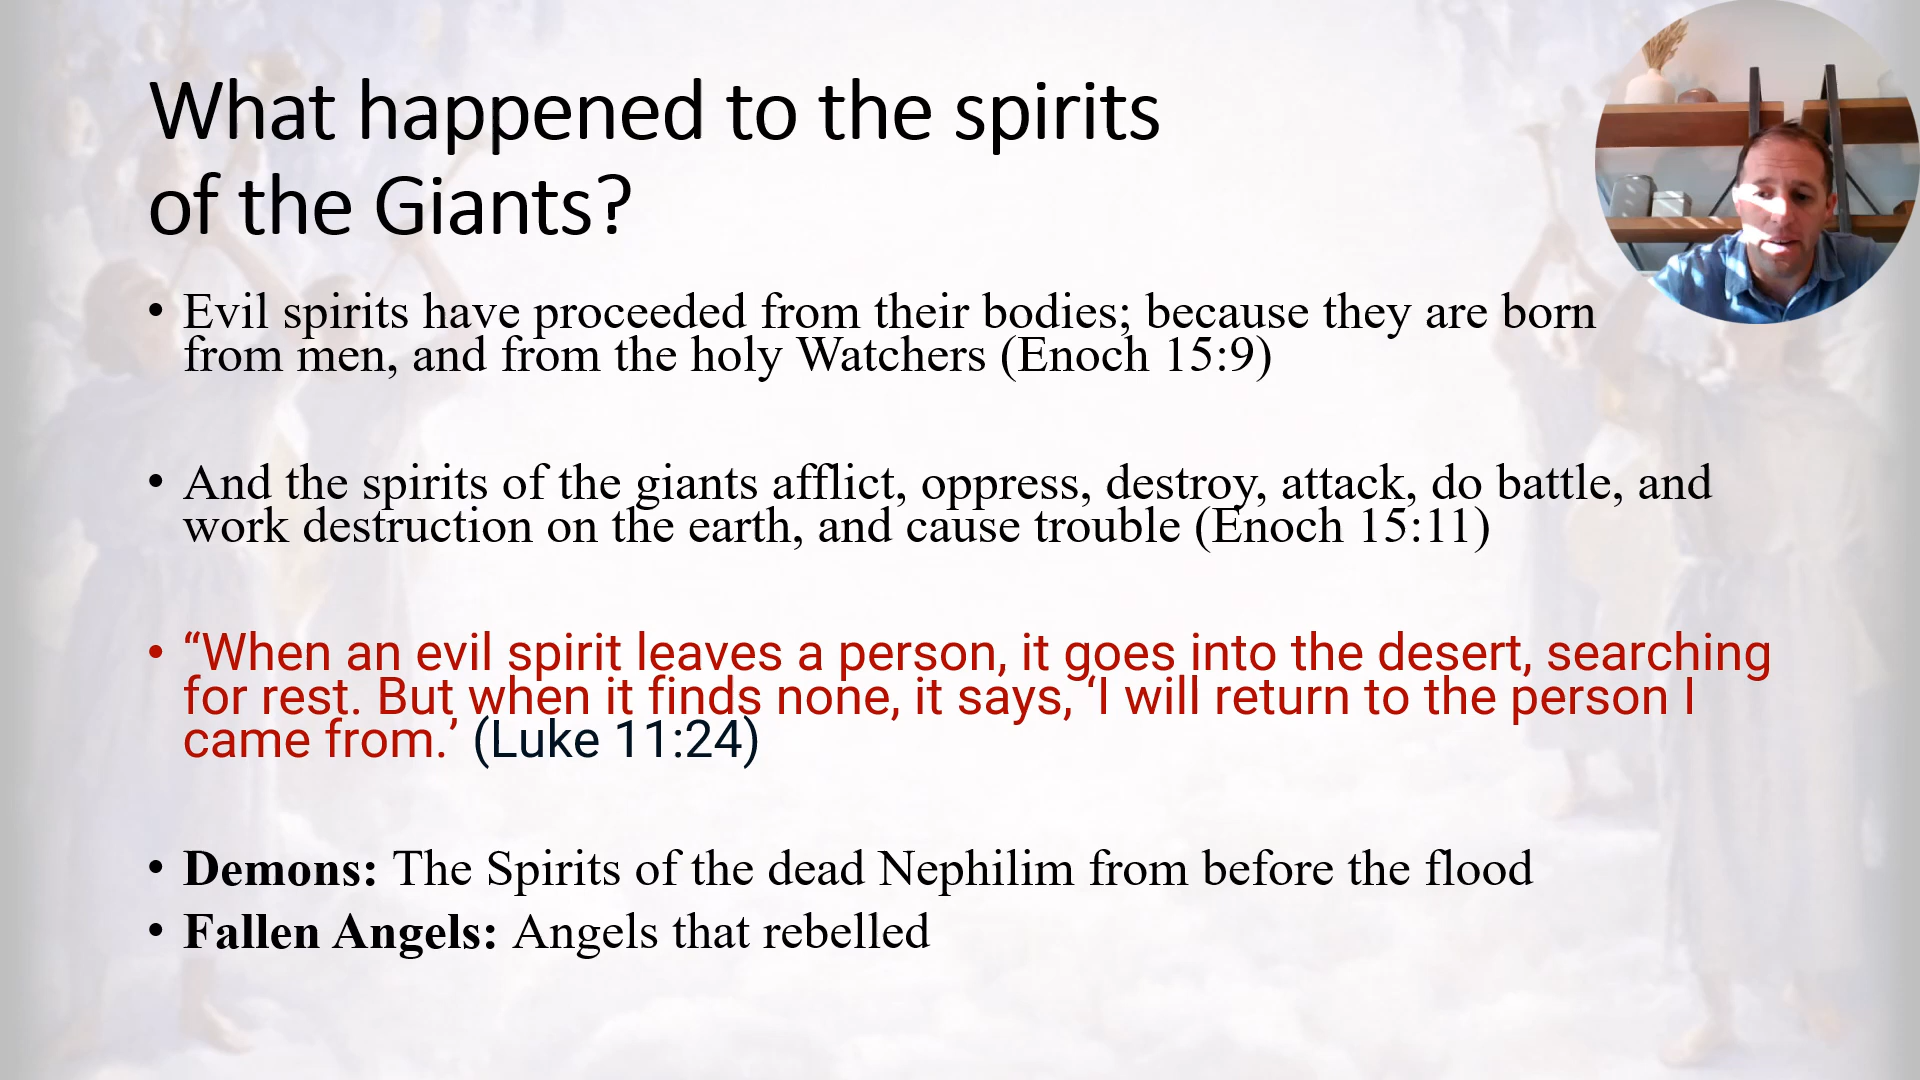 What happened to the spirits
of the Giants?
• Evil spirits have proceeded from their bodies; because they are born
from men, and from the holy Watchers (Enoch 15:9)
• And the spirits of the giants afflict, oppress, destroy, attack, do battle, and
work destruction on the earth, and cause trouble (Enoch 15:11)
• “When an evil spirit leaves a person, it goes into the desert, searching
for rest. But when it finds none, it says, ‘I will return to the person I
came from.’ (Luke 11:24)
• Demons: The Spirits of the dead Nephilim from before the flood
• Fallen Angels: Angels that rebelled